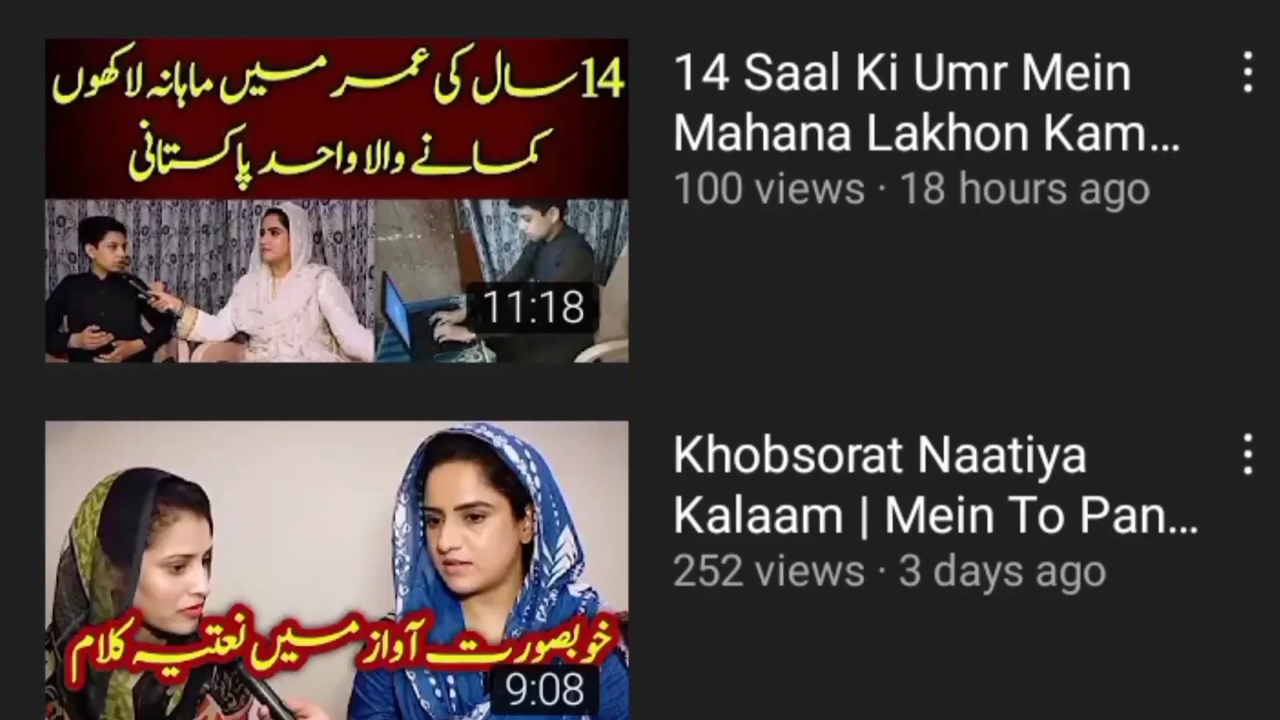 14 سال کی عمر میں ماہانہ لاکھوں
کمانے والا واحد پاکستانی
11:18
14 Saal Ki Umr Mein
Mahana Lakhon Kam...
100 views · 18 hours ago
خوبصورت آواز میں نعتیہ کلام
9:08
Khobsorat Naatiya
Kalaam | Mein To Pan...
252 views · 3 days ago